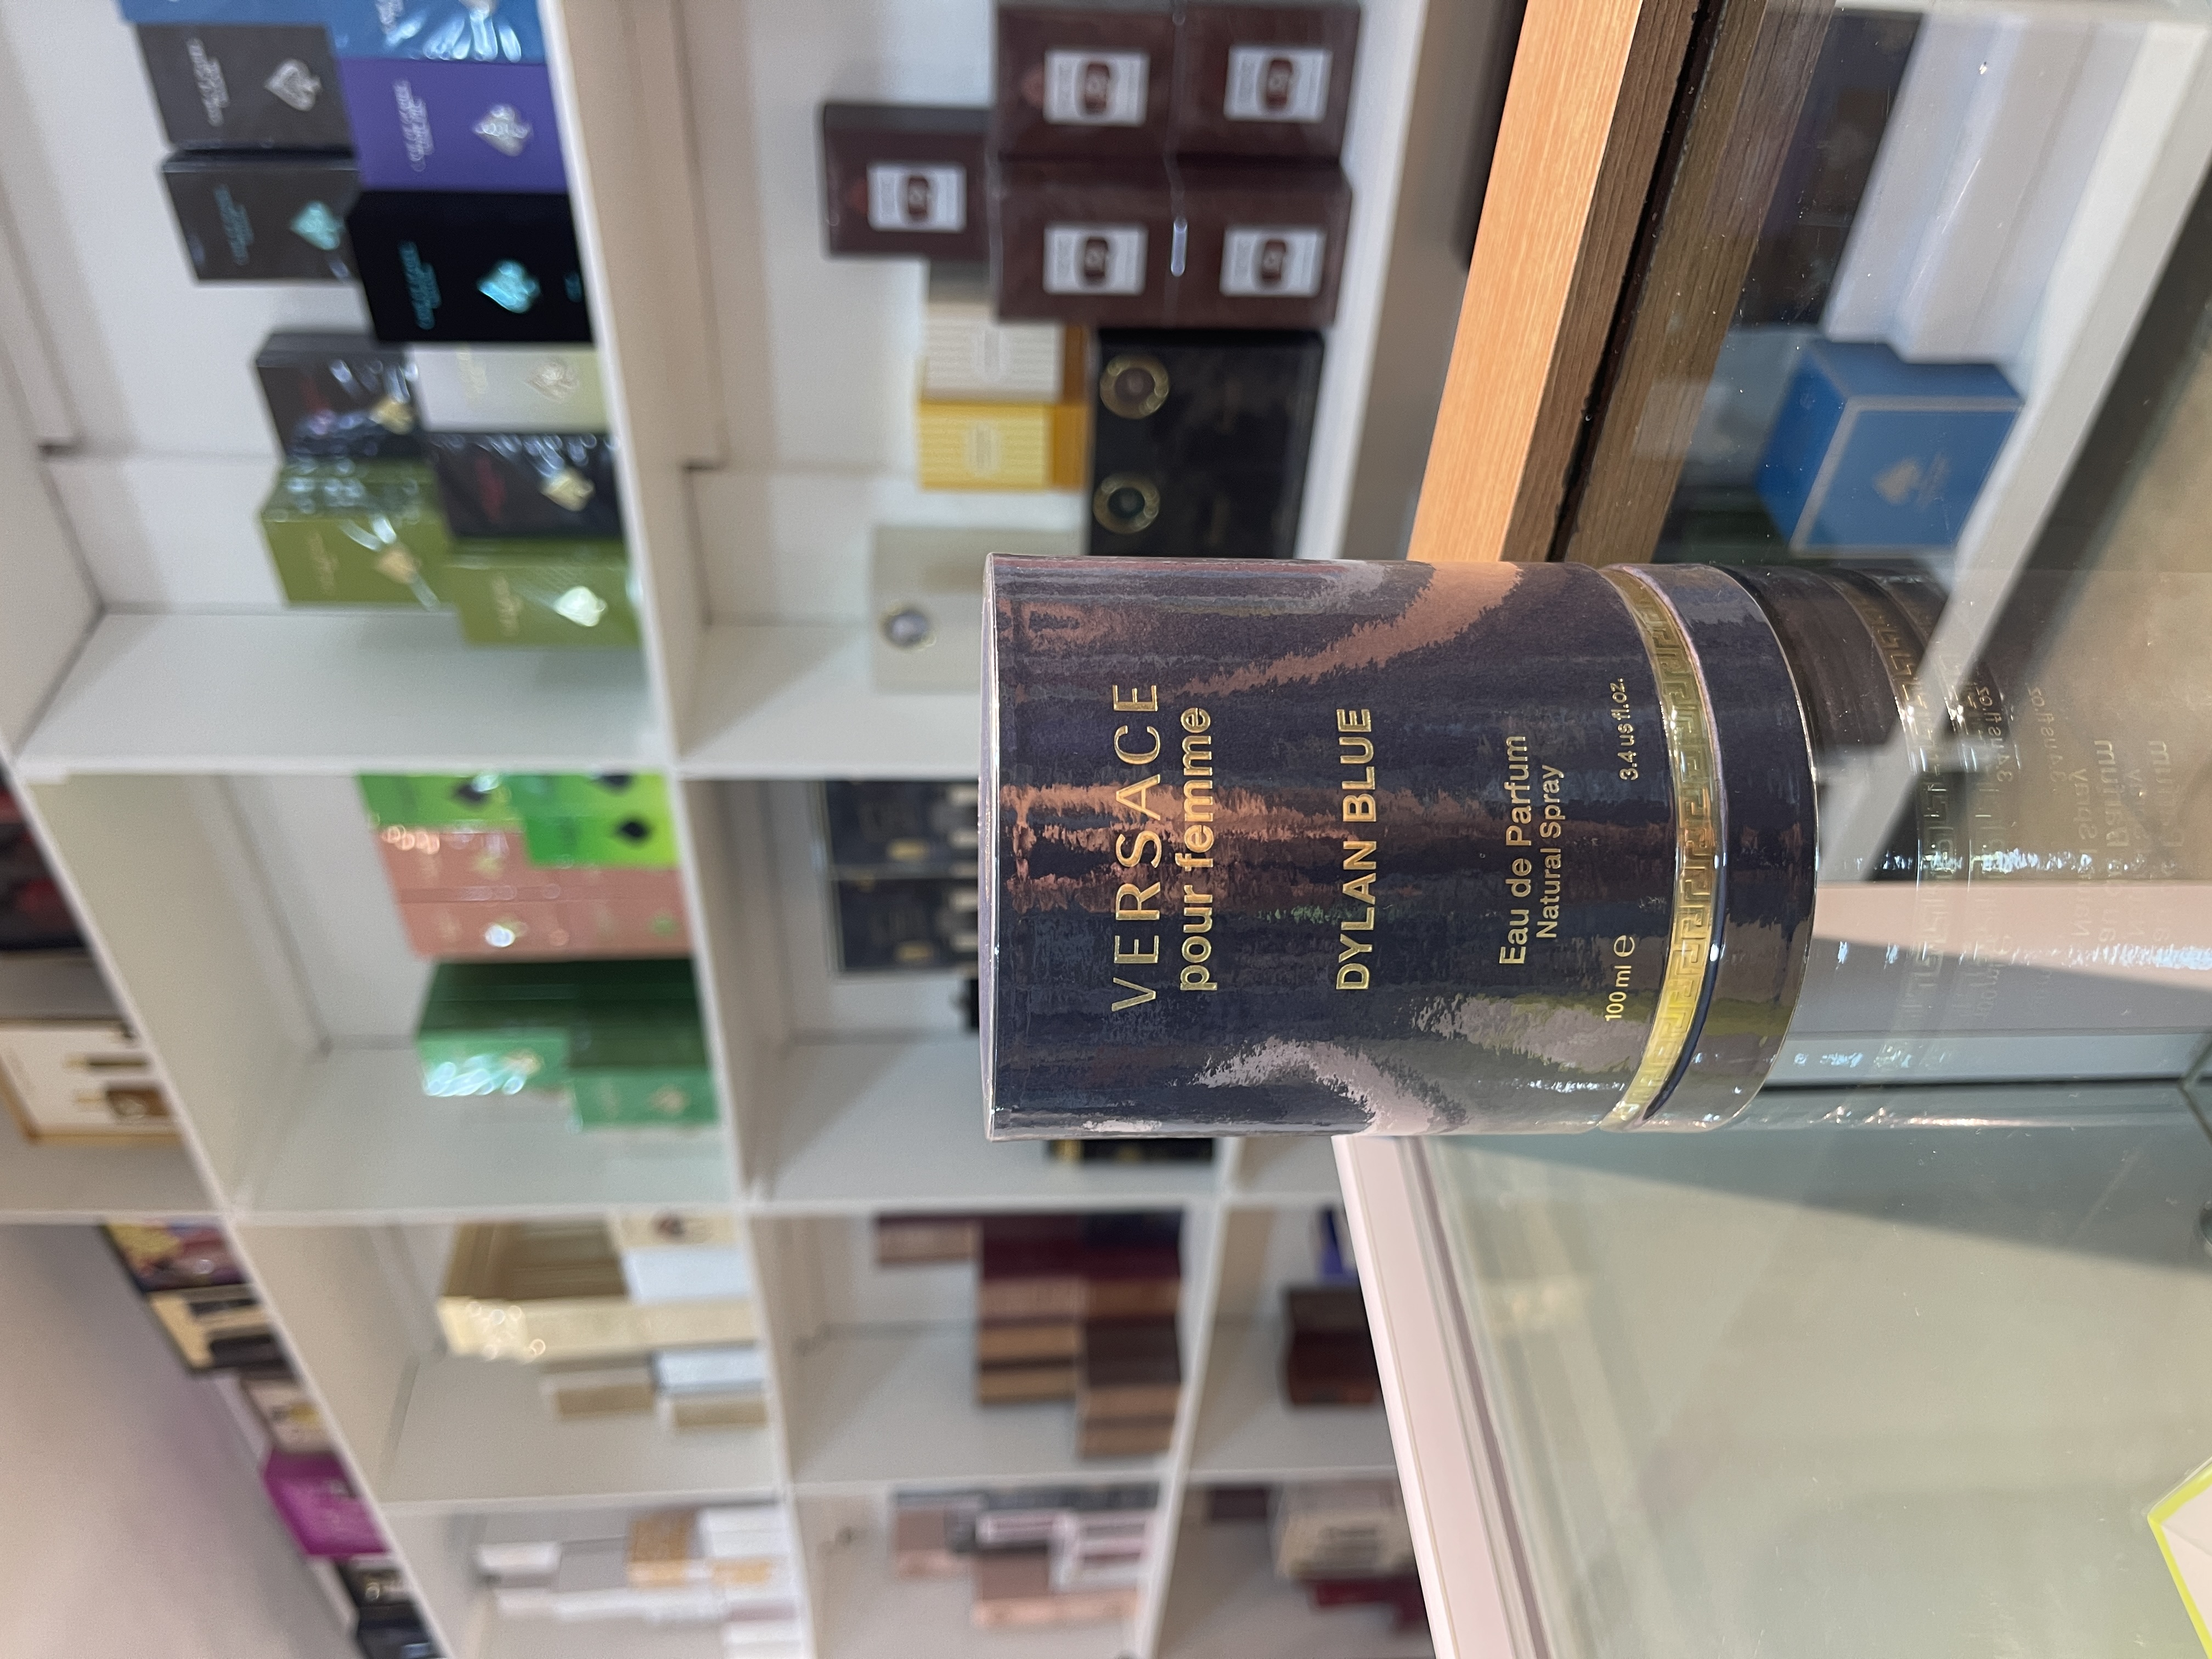 VERSACE
pour femme
DYLAN BLUE
Eau de Parfum
Natural Spray
100 ml ℮ 3.4 us fl.oz.